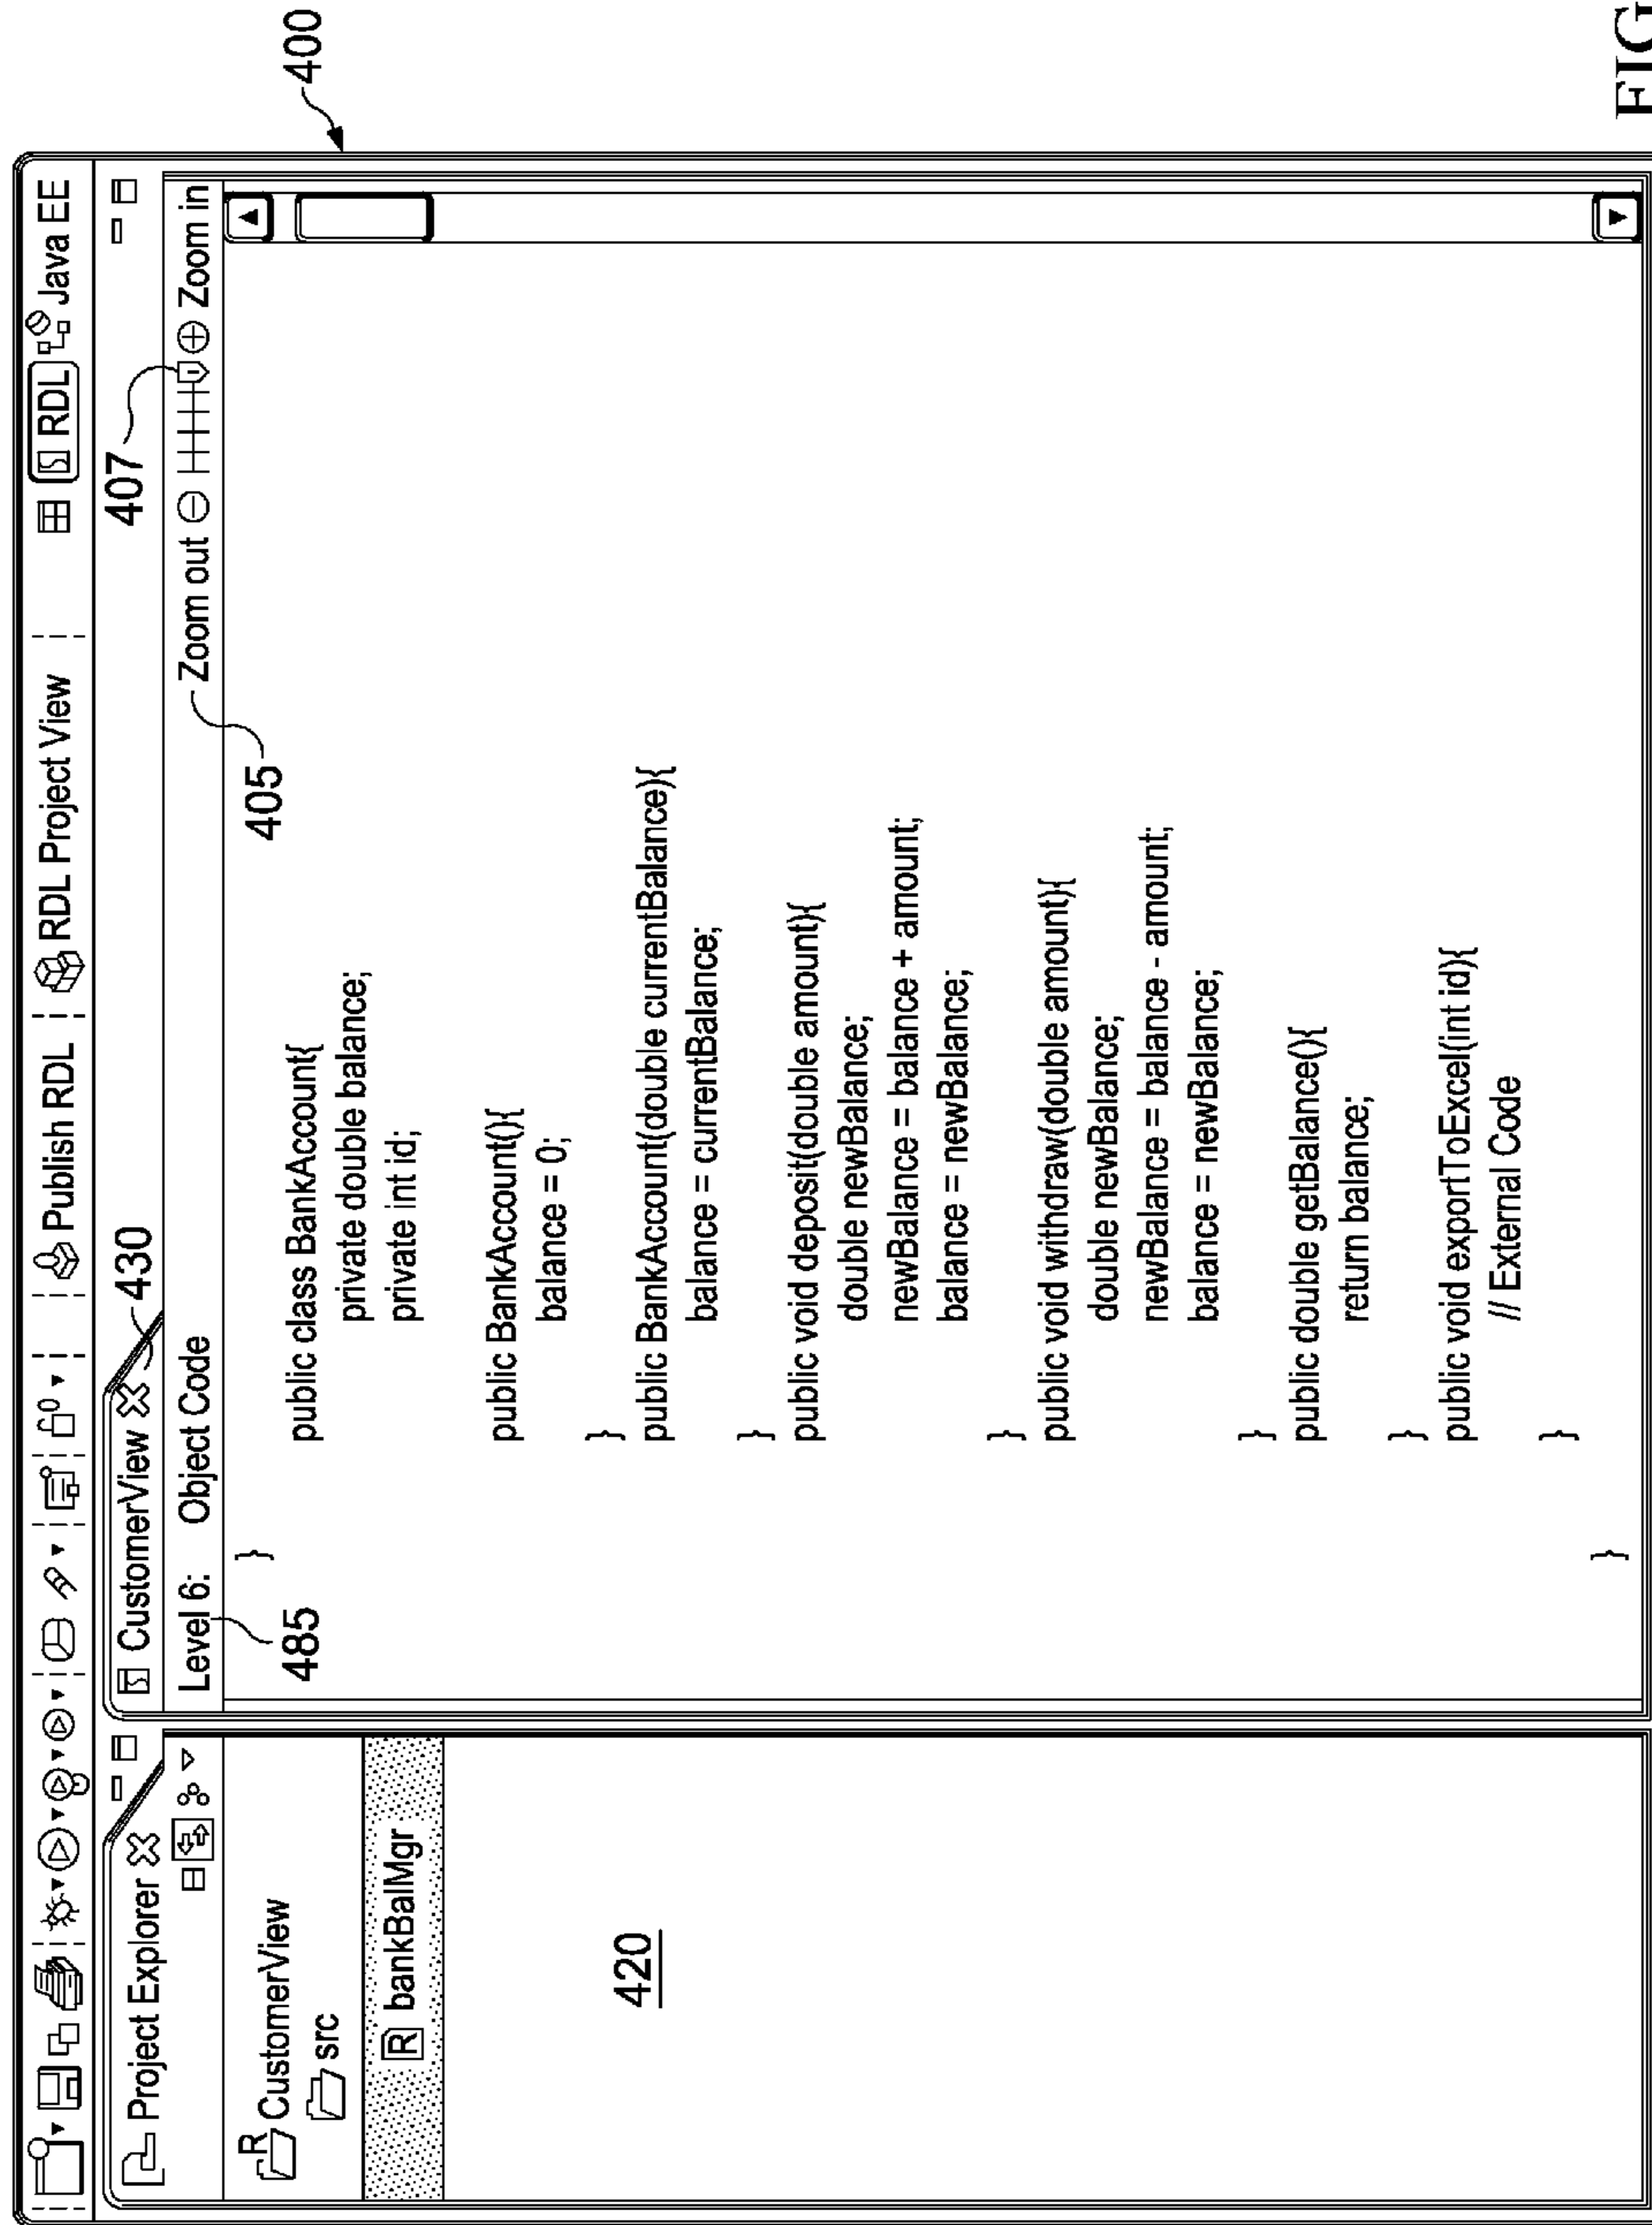 Publish RDL RDL Project View RDL Java EE
Project Explorer
CustomerView
430
407
Level 6: Object Code
Zoom out Zoom in
485
405
400
R
CustomerView
src
R bankBalMgr
420
}
public class BankAccount{
private double balance;
private int id;
public BankAccount(){
balance = 0;
}
public BankAccount(double currentBalance){
balance = currentBalance;
}
public void deposit(double amount){
double newBalance;
newBalance = balance + amount;
balance = newBalance;
}
public void withdraw(double amount){
double newBalance;
newBalance = balance - amount;
balance = newBalance;
}
public double getBalance(){
return balance;
}
public void exportToExcel(int id){
// External Code
}
}
FIG